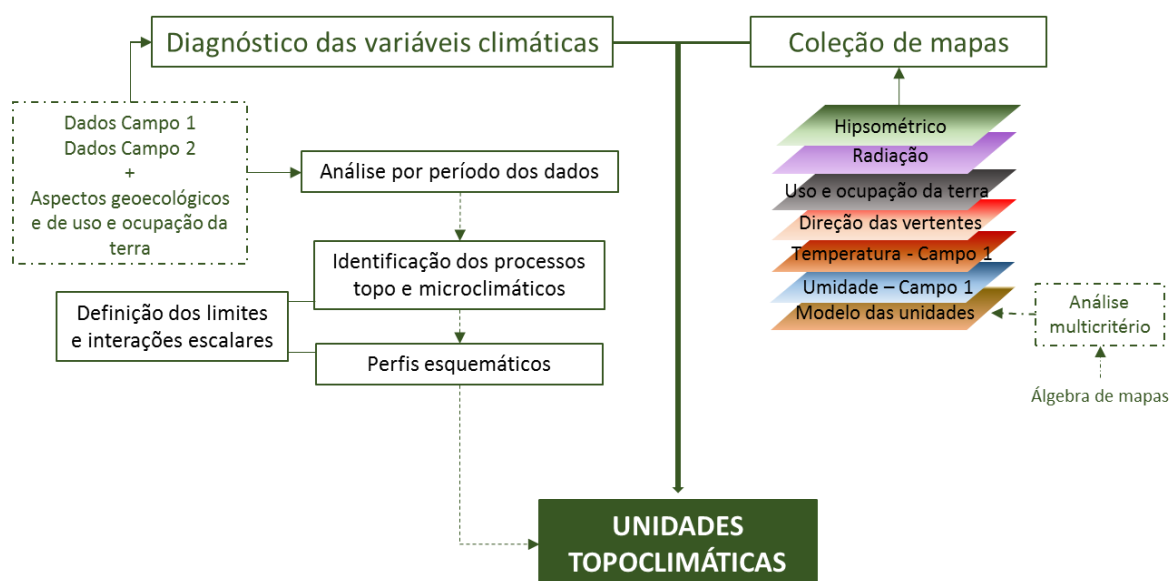 Diagnóstico das variáveis climáticas
Coleção de mapas
Dados Campo 1
Dados Campo 2
+
Aspectos geoecológicos
e de uso e ocupação da
terra
Análise por período dos dados
Identificação dos processos
topo e microclimáticos
Definição dos limites
e interações escalares
Perfis esquemáticos
Hipsométrico
Radiação
Uso e ocupação da terra
Direção das vertentes
Temperatura - Campo 1
Umidade – Campo 1
Modelo das unidades
Análise
multicritério
Álgebra de mapas
UNIDADES
TOPOCLIMÁTICAS